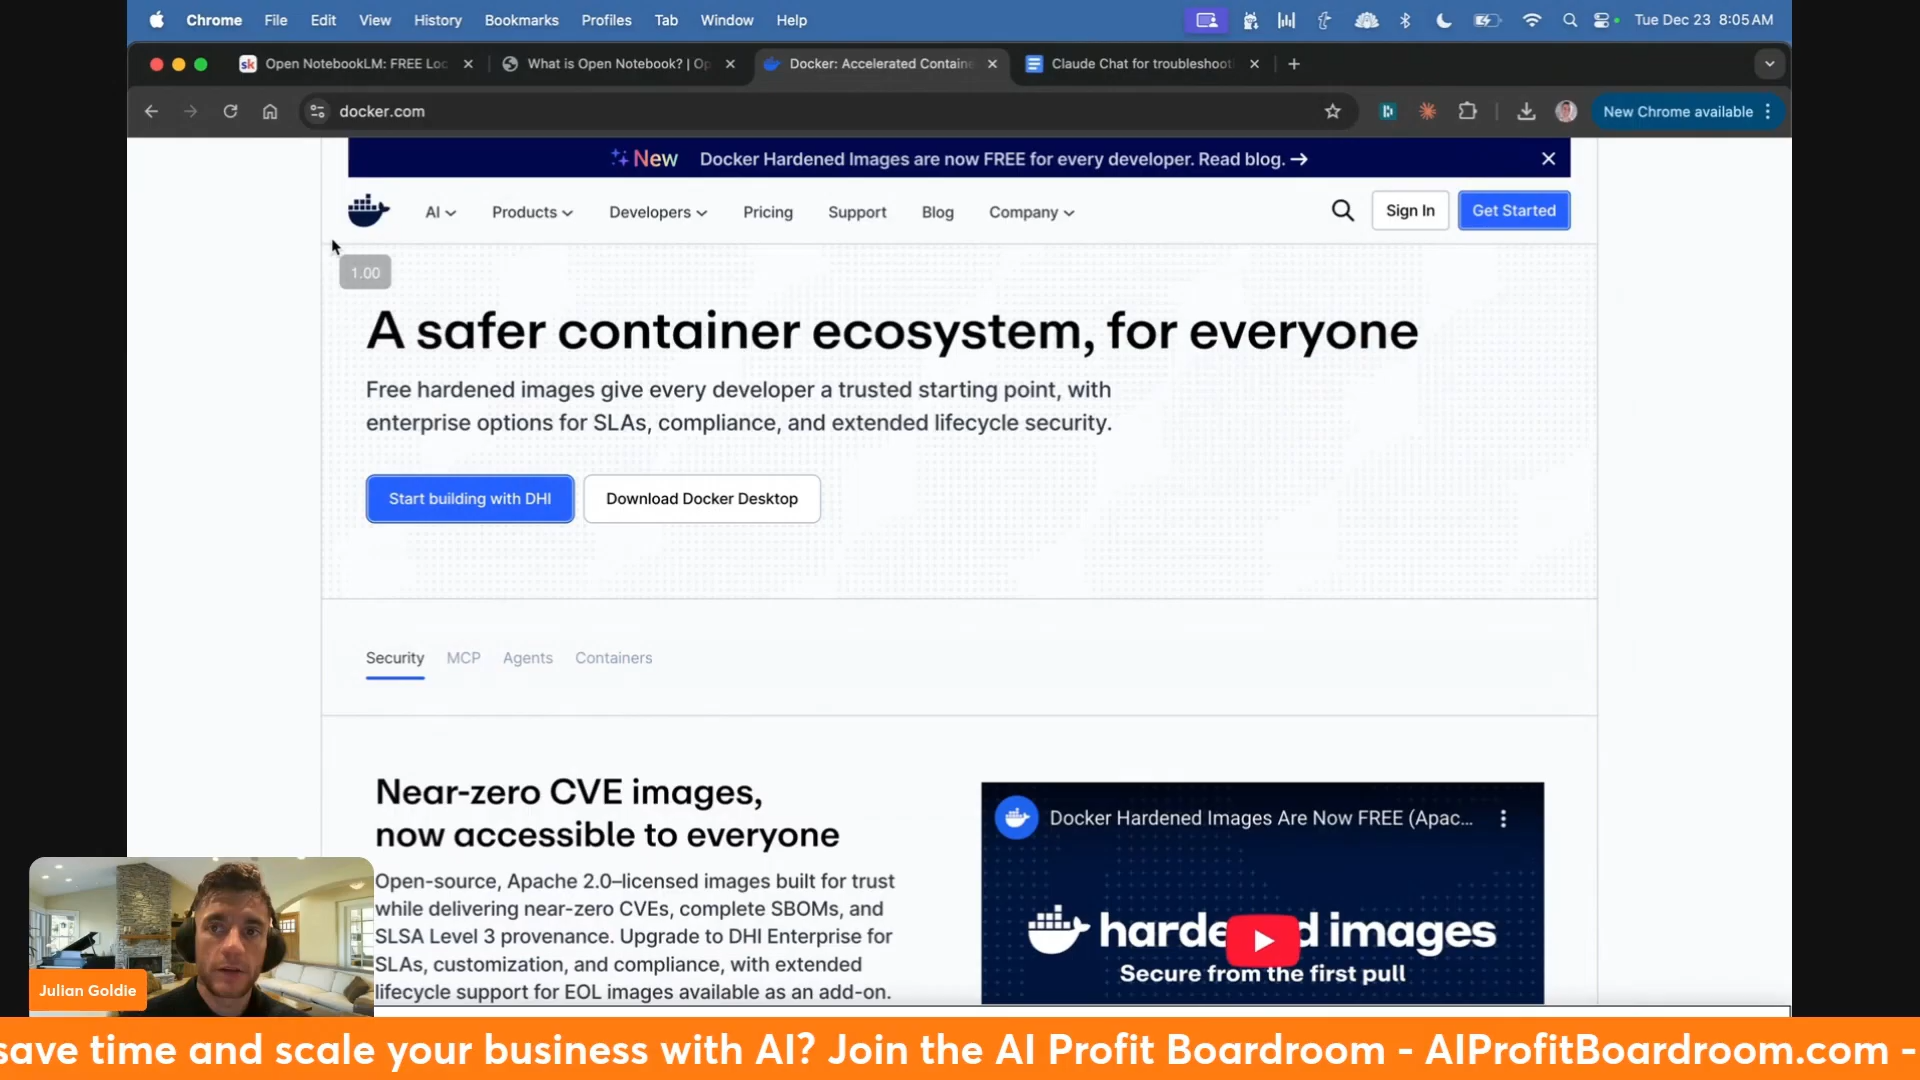 Chrome File Edit View History Bookmarks Profiles Tab Window Help
Tue Dec 23 8:05 AM
sk Open NotebookLM: FREE Loc
What is Open Notebook? | Op
Docker: Accelerated Containe
Claude Chat for troubleshoot
docker.com
New Chrome available
New Docker Hardened Images are now FREE for every developer. Read blog. →
AI Products Developers Pricing Support Blog Company
Sign In
Get Started
1.00
A safer container ecosystem, for everyone
Free hardened images give every developer a trusted starting point, with
enterprise options for SLAs, compliance, and extended lifecycle security.
Start building with DHI
Download Docker Desktop
Security MCP Agents Containers
Near-zero CVE images,
now accessible to everyone
Open-source, Apache 2.0–licensed images built for trust
while delivering near-zero CVEs, complete SBOMs, and
SLSA Level 3 provenance. Upgrade to DHI Enterprise for
SLAs, customization, and compliance, with extended
lifecycle support for EOL images available as an add-on.
Docker Hardened Images Are Now FREE (Apac...
hardened images
Secure from the first pull
Julian Goldie
save time and scale your business with AI? Join the AI Profit Boardroom - AIProfitBoardroom.com -